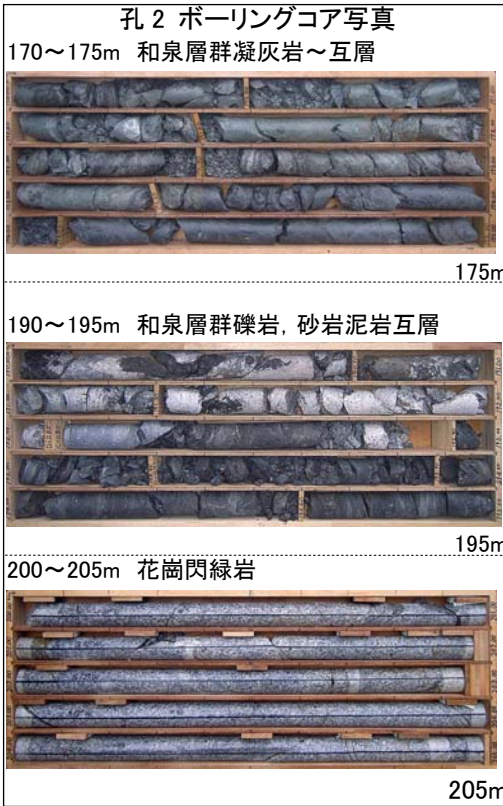 孔 2 ボーリングコア写真
170~175m 和泉層群凝灰岩~互層
175m
190~195m 和泉層群礫岩, 砂岩泥岩互層
195m
200~205m 花崗閃緑岩
205m